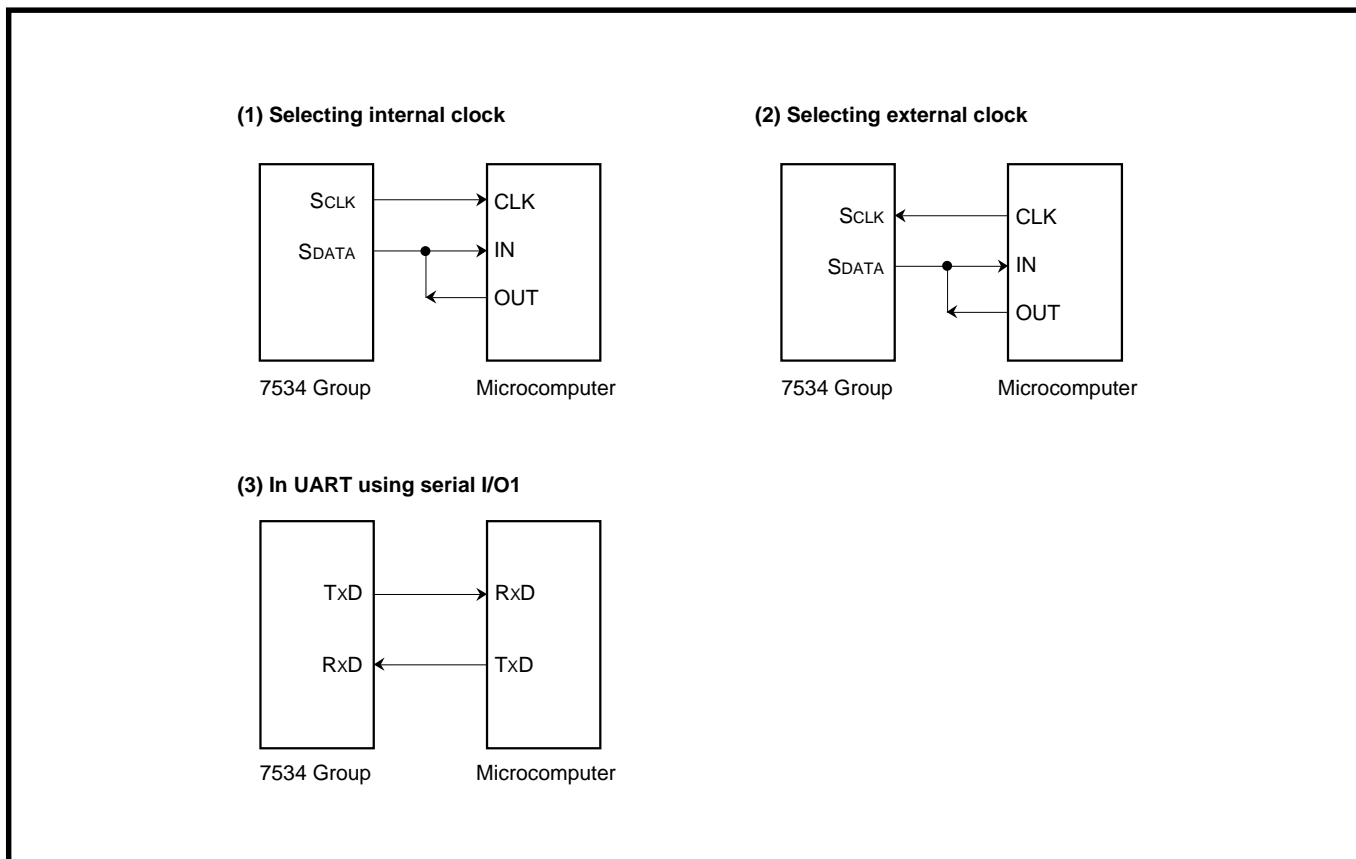 (1) Selecting internal clock
SCLK
CLK
SDATA
IN
OUT
7534 Group
Microcomputer
(2) Selecting external clock
SCLK
CLK
SDATA
IN
OUT
7534 Group
Microcomputer
(3) In UART using serial I/O1
TxD
RxD
RxD
TxD
7534 Group
Microcomputer